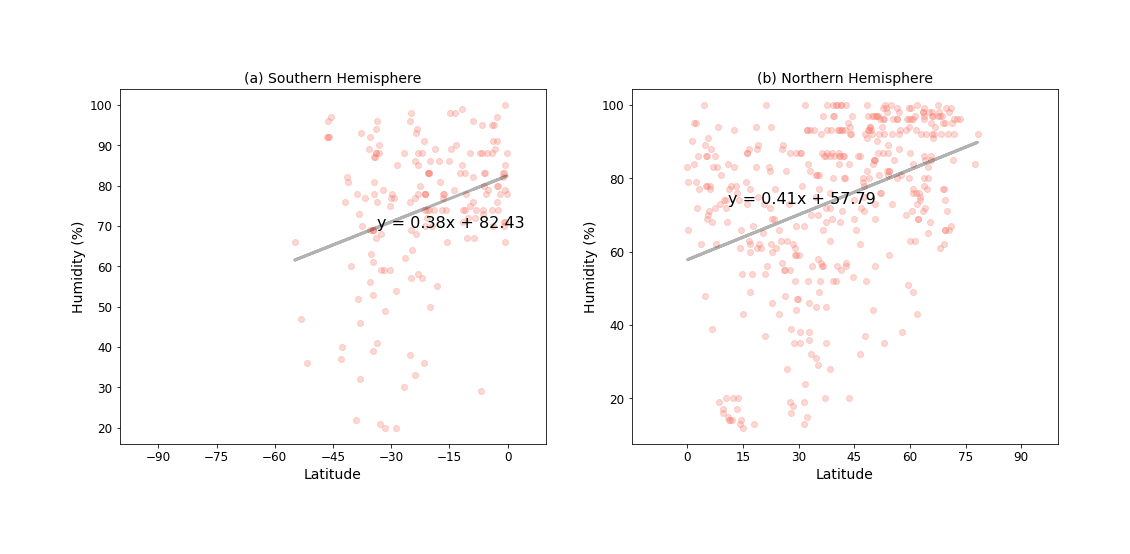 (a) Southern Hemisphere
100
90
80
70
60
50
40
30
20
Humidity (%)
y = 0.38x + 82.43
−90 −75 −60 −45 −30 −15 0
Latitude
(b) Northern Hemisphere
100
80
60
40
20
Humidity (%)
y = 0.41x + 57.79
0 15 30 45 60 75 90
Latitude